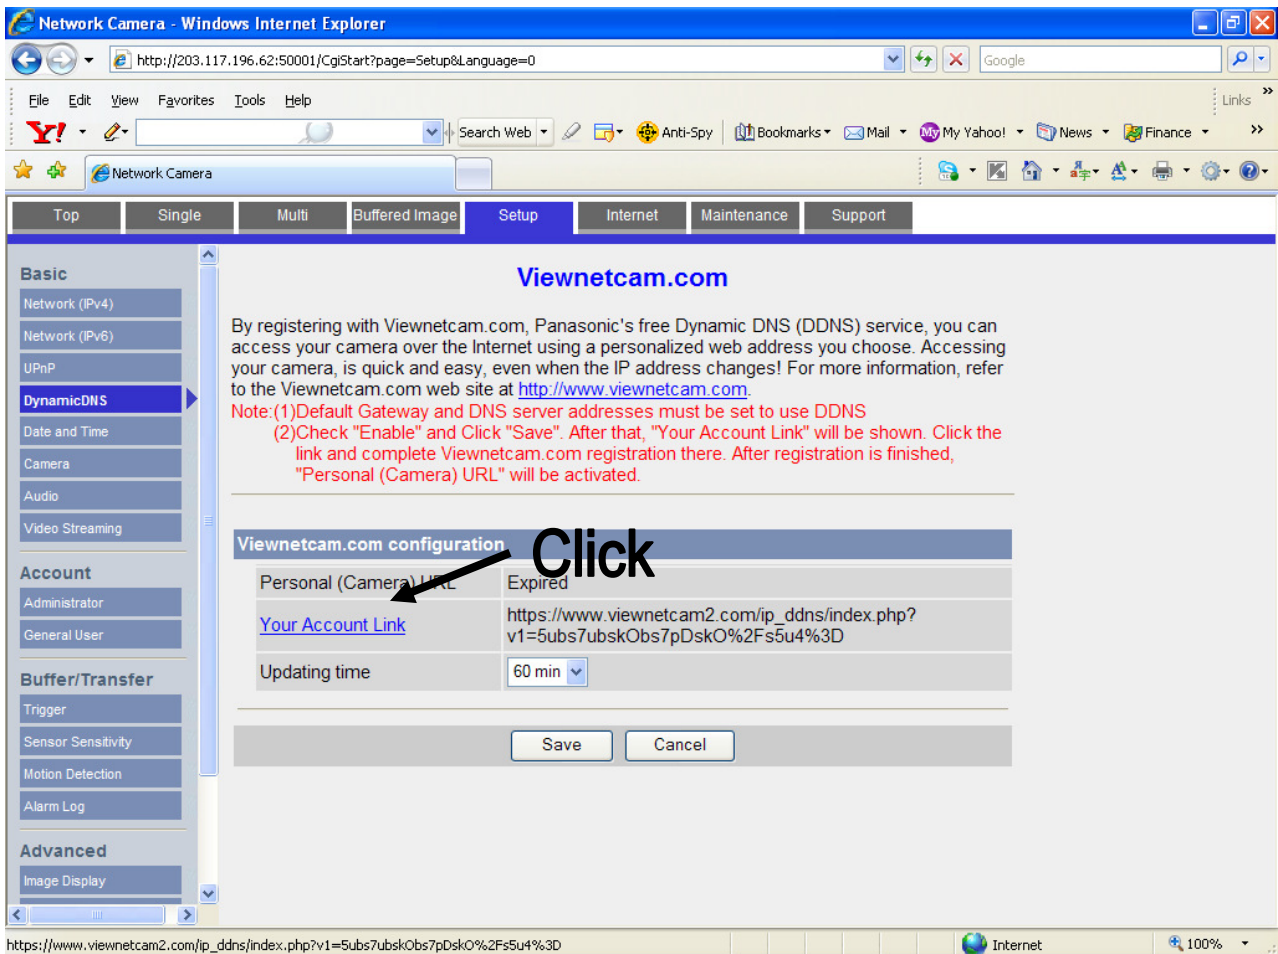 Network Camera - Windows Internet Explorer
http://203.117.196.62:50001/CgiStart?page=Setup&Language=0
Google
File Edit View Favorites Tools Help
Links
Y! Search Web Anti-Spy Bookmarks Mail My My Yahoo! News Finance
Network Camera
Top Single Multi Buffered Image Setup Internet Maintenance Support
Basic
Network (IPv4)
Network (IPv6)
UPnP
DynamicDNS
Date and Time
Camera
Audio
Video Streaming
Account
Administrator
General User
Buffer/Transfer
Trigger
Sensor Sensitivity
Motion Detection
Alarm Log
Advanced
Image Display
Viewnetcam.com
By registering with Viewnetcam.com, Panasonic's free Dynamic DNS (DDNS) service, you can
access your camera over the Internet using a personalized web address you choose. Accessing
your camera, is quick and easy, even when the IP address changes! For more information, refer
to the Viewnetcam.com web site at http://www.viewnetcam.com.
Note:(1)Default Gateway and DNS server addresses must be set to use DDNS
(2)Check "Enable" and Click "Save". After that, "Your Account Link" will be shown. Click the
link and complete Viewnetcam.com registration there. After registration is finished,
"Personal (Camera) URL" will be activated.
Viewnetcam.com configuration
Click
Personal (Camera) URL Expired
Your Account Link https://www.viewnetcam2.com/ip_ddns/index.php?
v1=5ubs7ubskObs7pDskO%2Fs5u4%3D
Updating time 60 min
Save Cancel
https://www.viewnetcam2.com/ip_ddns/index.php?v1=5ubs7ubskObs7pDskO%2Fs5u4%3D
Internet 100%